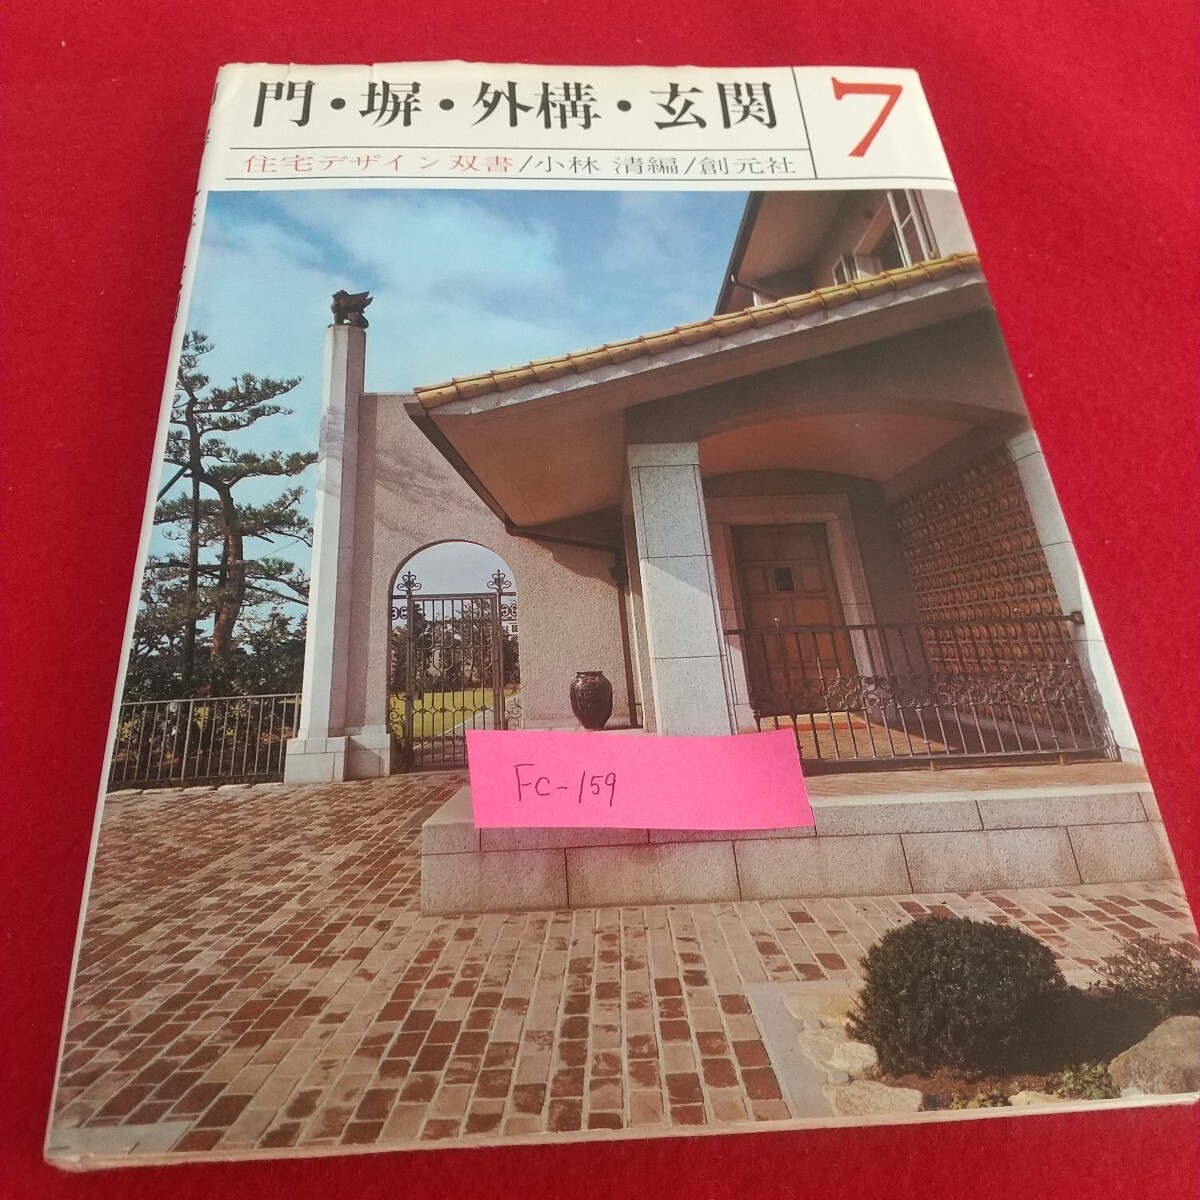 門・塀・外構・玄関
7
住宅デザイン双書/小林 清編/創元社
FC-159